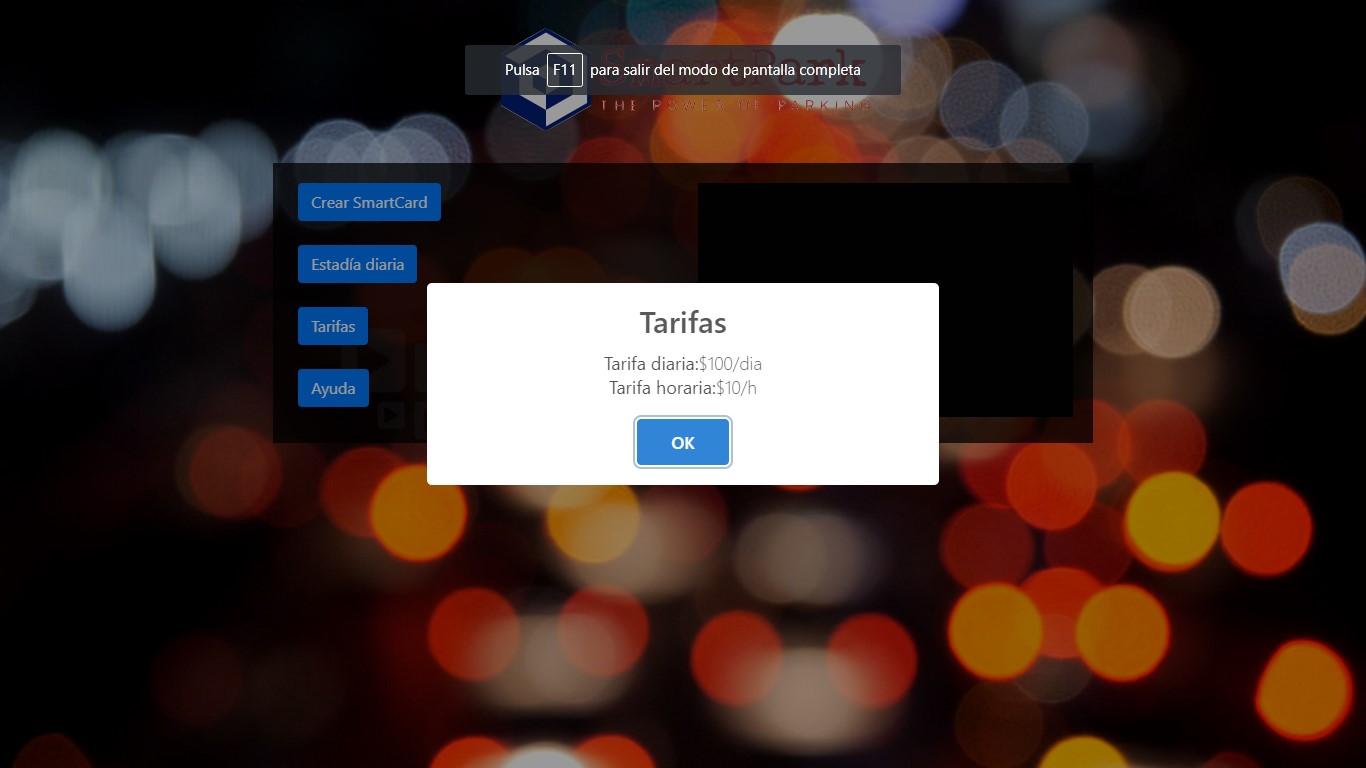 Pulsa F11 para salir del modo de pantalla completa
SmartPark
THE POWER OF PARKING
Crear SmartCard
Estadía diaria
Tarifas
Ayuda
Tarifas
Tarifa diaria:$100/dia
Tarifa horaria:$10/h
OK